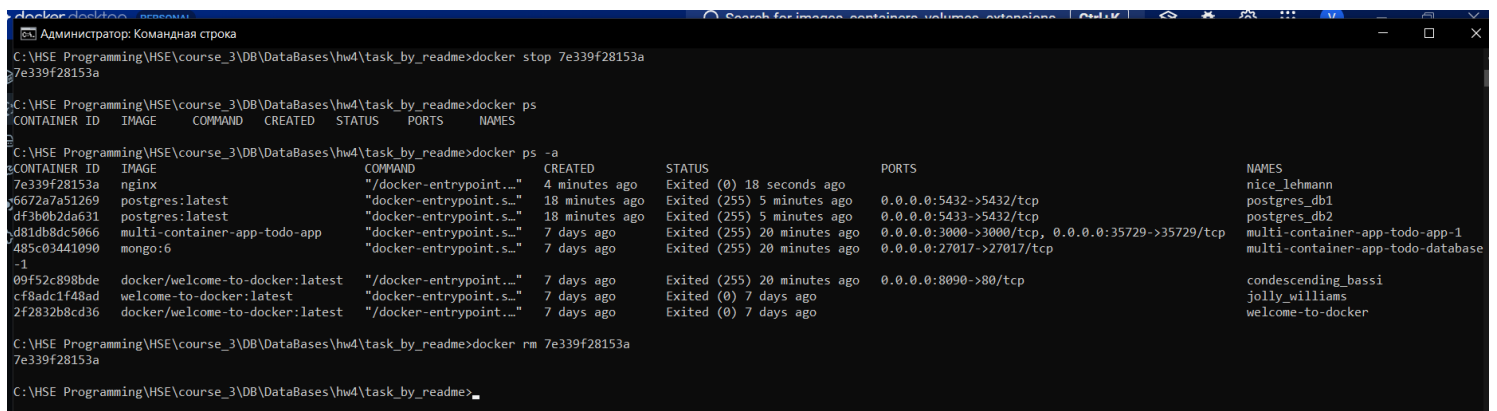 docker desktop PERSONAL Search for images, containers, volumes, extensions... Ctrl+K V
Администратор: Командная строка
C:\HSE Programming\HSE\course_3\DB\DataBases\hw4\task_by_readme>docker stop 7e339f28153a
7e339f28153a
C:\HSE Programming\HSE\course_3\DB\DataBases\hw4\task_by_readme>docker ps
CONTAINER ID   IMAGE     COMMAND   CREATED   STATUS    PORTS     NAMES
C:\HSE Programming\HSE\course_3\DB\DataBases\hw4\task_by_readme>docker ps -a
CONTAINER ID   IMAGE                             COMMAND                  CREATED          STATUS                        PORTS                                              NAMES
7e339f28153a   nginx                             "/docker-entrypoint.…"   4 minutes ago    Exited (0) 18 seconds ago                                                        nice_lehmann
6672a7a51269   postgres:latest                   "docker-entrypoint.s…"   18 minutes ago   Exited (255) 5 minutes ago    0.0.0.0:5432->5432/tcp                             postgres_db1
df3b0b2da631   postgres:latest                   "docker-entrypoint.s…"   18 minutes ago   Exited (255) 5 minutes ago    0.0.0.0:5433->5432/tcp                             postgres_db2
d81db8dc5066   multi-container-app-todo-app      "docker-entrypoint.s…"   7 days ago       Exited (255) 20 minutes ago   0.0.0.0:3000->3000/tcp, 0.0.0.0:35729->35729/tcp   multi-container-app-todo-app-1
485c03441090   mongo:6                           "docker-entrypoint.s…"   7 days ago       Exited (255) 20 minutes ago   0.0.0.0:27017->27017/tcp                           multi-container-app-todo-database
-1
09f52c898bde   docker/welcome-to-docker:latest   "/docker-entrypoint.…"   7 days ago       Exited (255) 20 minutes ago   0.0.0.0:8090->80/tcp                               condescending_bassi
cf8adc1f48ad   welcome-to-docker:latest          "docker-entrypoint.s…"   7 days ago       Exited (0) 7 days ago                                                            jolly_williams
2f2832b8cd36   docker/welcome-to-docker:latest   "/docker-entrypoint.…"   7 days ago       Exited (0) 7 days ago                                                            welcome-to-docker
C:\HSE Programming\HSE\course_3\DB\DataBases\hw4\task_by_readme>docker rm 7e339f28153a
7e339f28153a
C:\HSE Programming\HSE\course_3\DB\DataBases\hw4\task_by_readme>